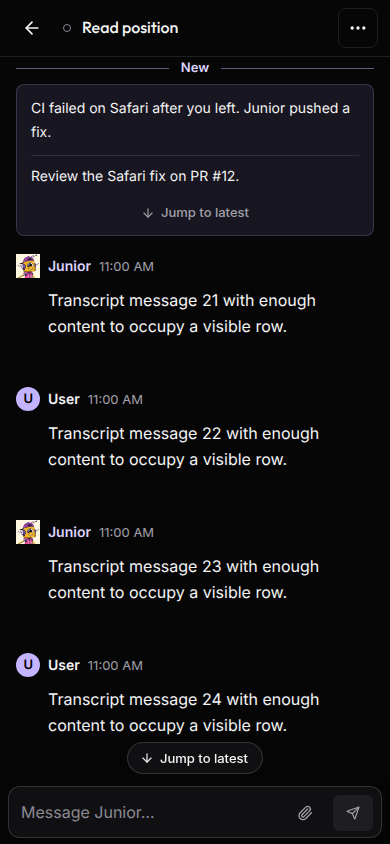 Read position
New
CI failed on Safari after you left. Junior pushed a
fix.
Review the Safari fix on PR #12.
Jump to latest
Junior 11:00 AM
Transcript message 21 with enough
content to occupy a visible row.
U User 11:00 AM
Transcript message 22 with enough
content to occupy a visible row.
Junior 11:00 AM
Transcript message 23 with enough
content to occupy a visible row.
U User 11:00 AM
Transcript message 24 with enough
content to occupy a visible row.
Jump to latest
Message Junior...